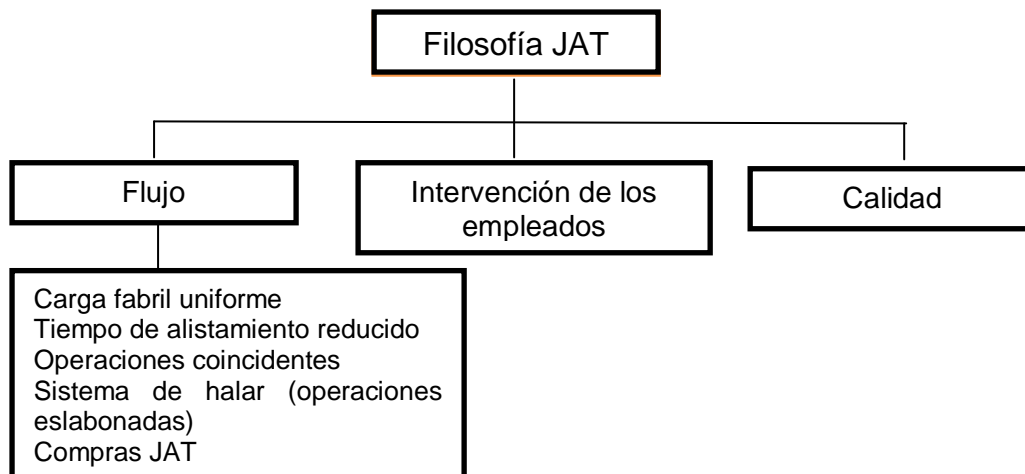 Filosofía JAT
Flujo
Intervención de los
empleados
Calidad
Carga fabril uniforme
Tiempo de alistamiento reducido
Operaciones coincidentes
Sistema de halar (operaciones
eslabonadas)
Compras JAT